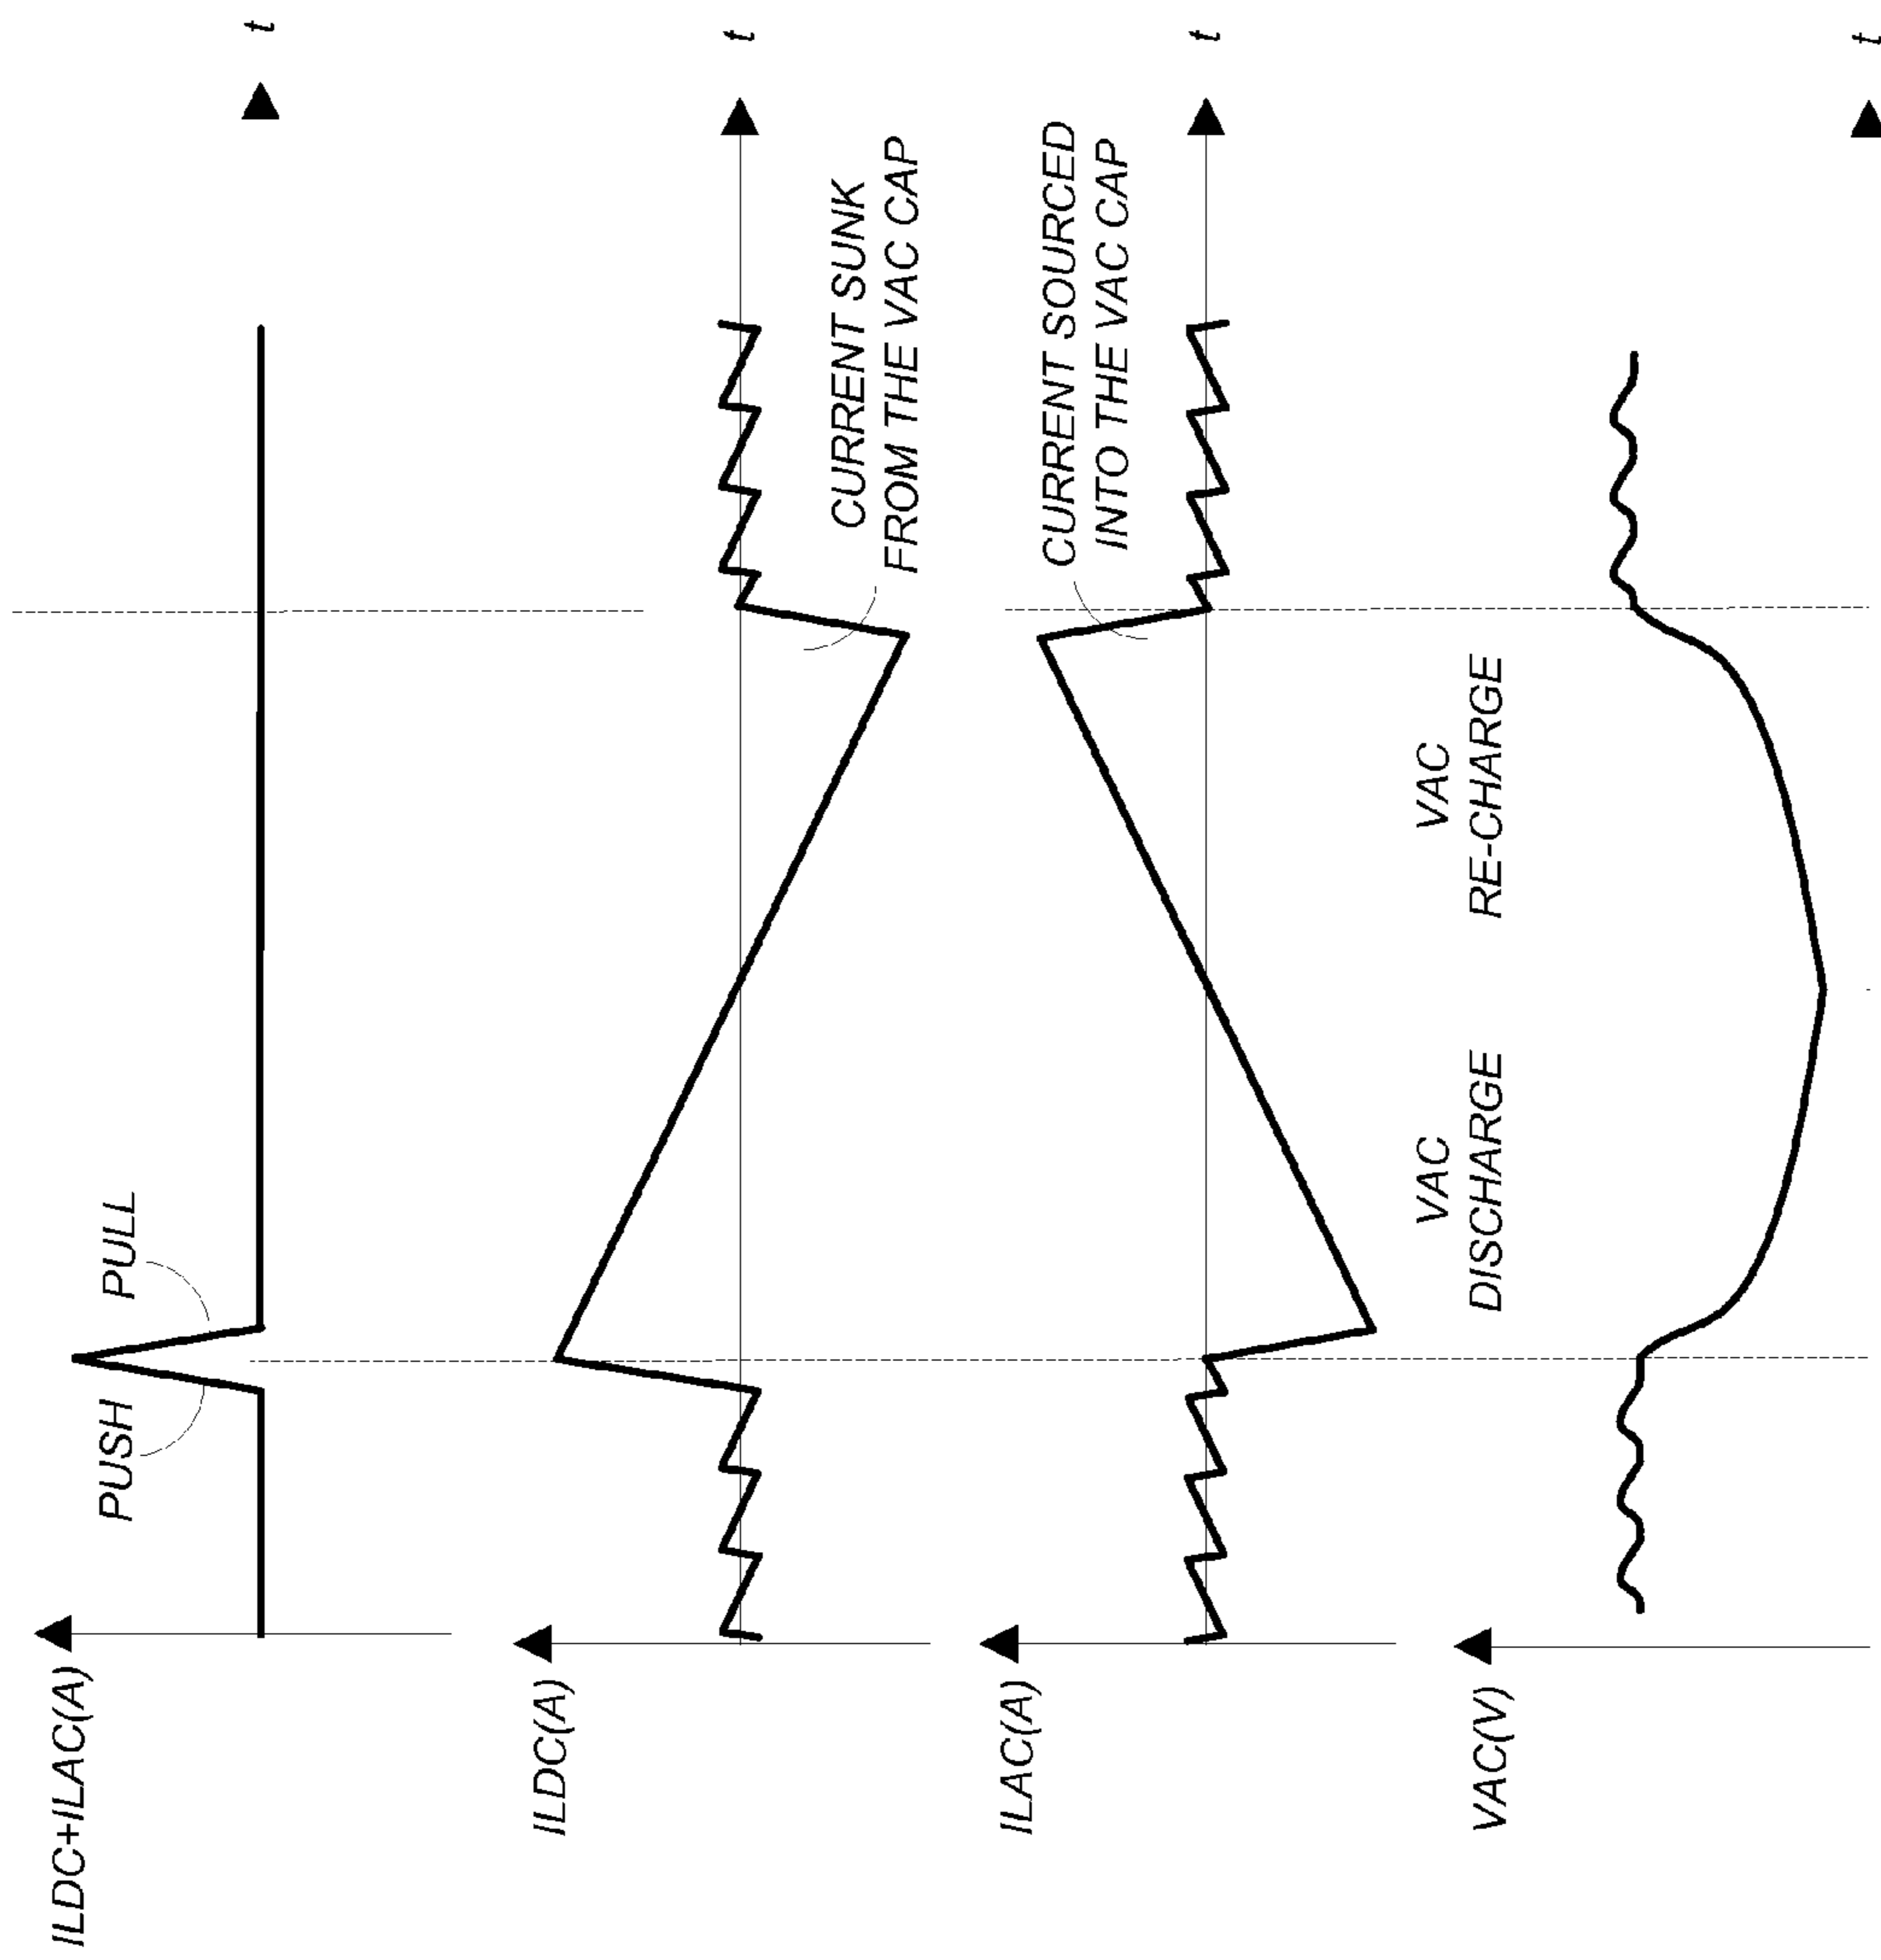 ILDC+ILAC(A)
PUSH
PULL
t
ILDC(A)
t
CURRENT SUNK
FROM THE VAC CAP
ILAC(A)
CURRENT SOURCED
INTO THE VAC CAP
t
VAC(V)
VAC
DISCHARGE
VAC
RE-CHARGE
t